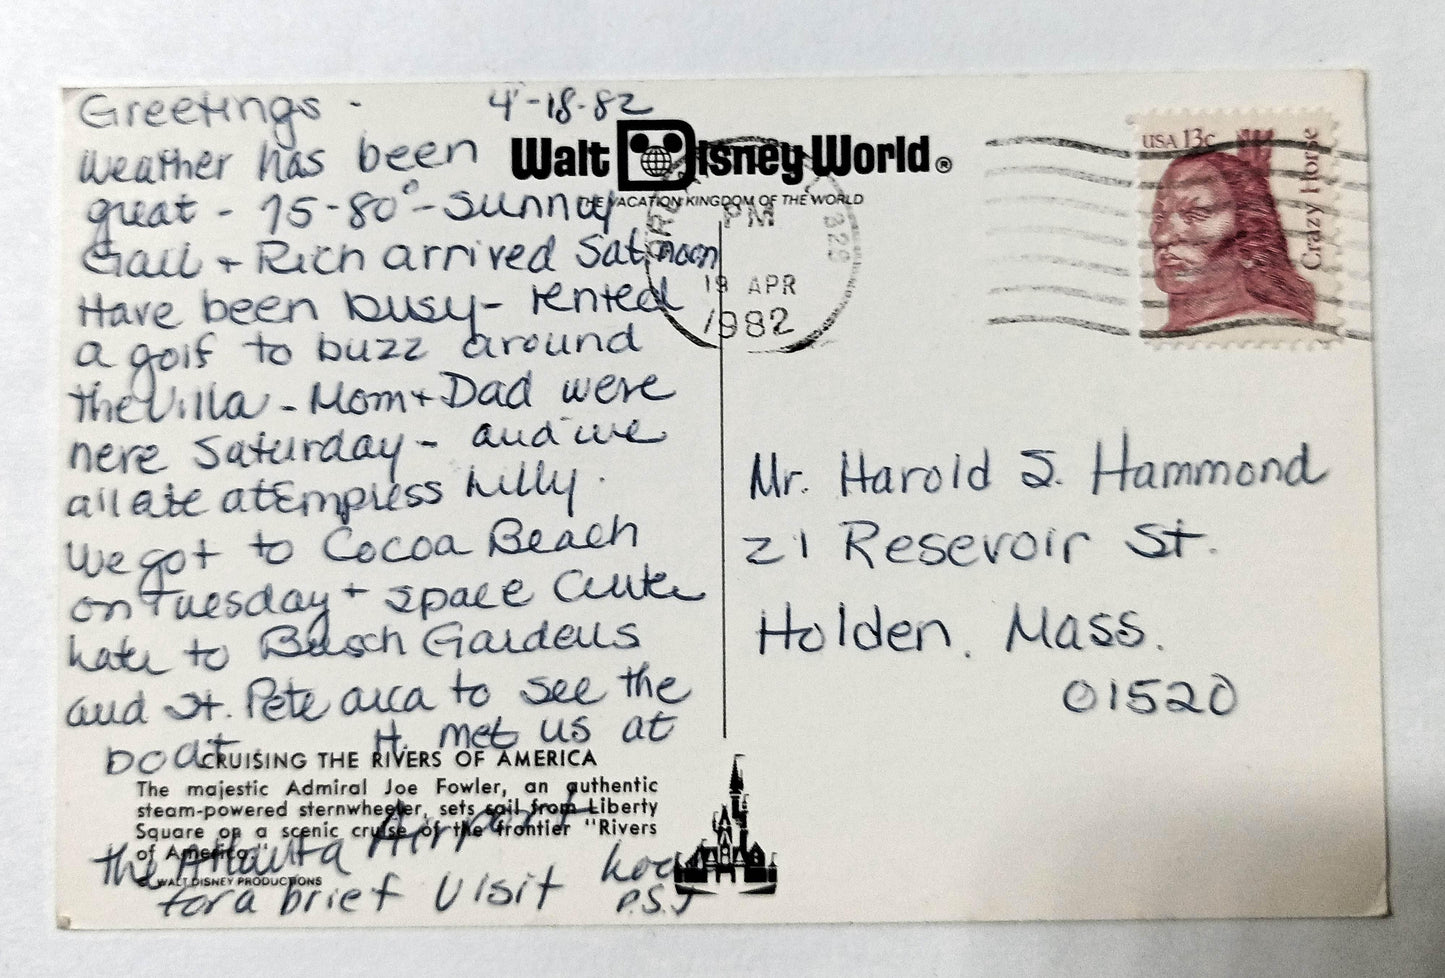 Greetings - 4-18-82
Weather has been
great - 75-80° - sunny
Gail + Rich arrived Sat. noon
Have been busy - rented
a golf to buzz around
the Villa - Mom + Dad were
here Saturday - and we
all ate at Empress Lilly.
We got to Cocoa Beach
on Tuesday + Space Center
later to Busch Gardens
and St. Pete area to see the
boat H. met us at
the Atlanta Airport
for a brief visit
P.S.J
Walt Disney World®
THE VACATION KINGDOM OF THE WORLD
PM
329
19 APR
1982
USA 13c
Crazy Horse
Mr. Harold S. Hammond
21 Resevoir St.
Holden, Mass.
01520
CRUISING THE RIVERS OF AMERICA
The majestic Admiral Joe Fowler, an authentic
steam-powered sternwheeler, sets sail from Liberty
Square on a scenic cruise of the frontier "Rivers
of America."
© WALT DISNEY PRODUCTIONS